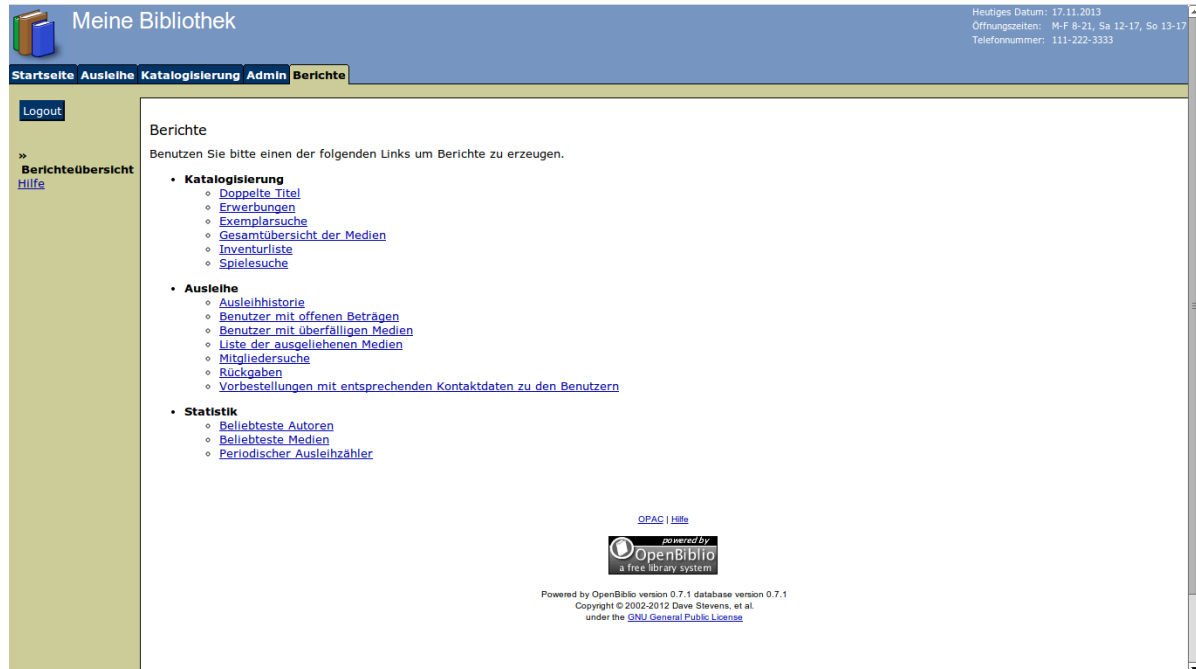 Meine Bibliothek
Heutiges Datum: 17.11.2013
Öffnungszeiten: M-F 8-21, Sa 12-17, So 13-17
Telefonnummer: 111-222-3333
Startseite Ausleihe Katalogisierung Admin Berichte
Logout
»
Berichteübersicht
Hilfe
Berichte
Benutzen Sie bitte einen der folgenden Links um Berichte zu erzeugen.
• Katalogisierung
◦ Doppelte Titel
◦ Erwerbungen
◦ Exemplarsuche
◦ Gesamtübersicht der Medien
◦ Inventurliste
◦ Spielesuche
• Ausleihe
◦ Ausleihhistorie
◦ Benutzer mit offenen Beträgen
◦ Benutzer mit überfälligen Medien
◦ Liste der ausgeliehenen Medien
◦ Mitgliedersuche
◦ Rückgaben
◦ Vorbestellungen mit entsprechenden Kontaktdaten zu den Benutzern
• Statistik
◦ Beliebteste Autoren
◦ Beliebteste Medien
◦ Periodischer Ausleihzähler
OPAC | Hilfe
powered by
OpenBiblio
a free library system
Powered by OpenBiblio version 0.7.1 database version 0.7.1
Copyright © 2002-2012 Dave Stevens, et al.
under the GNU General Public License